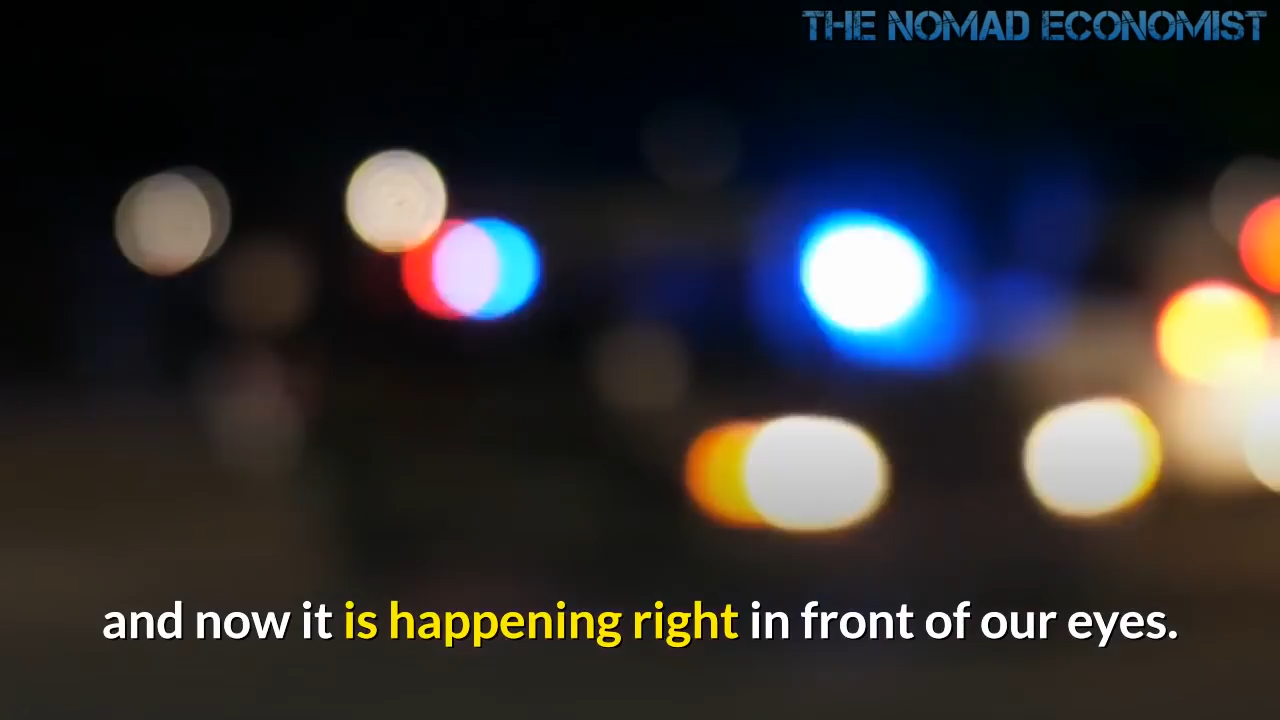 THE NOMAD ECONOMIST
and now it is happening right in front of our eyes.